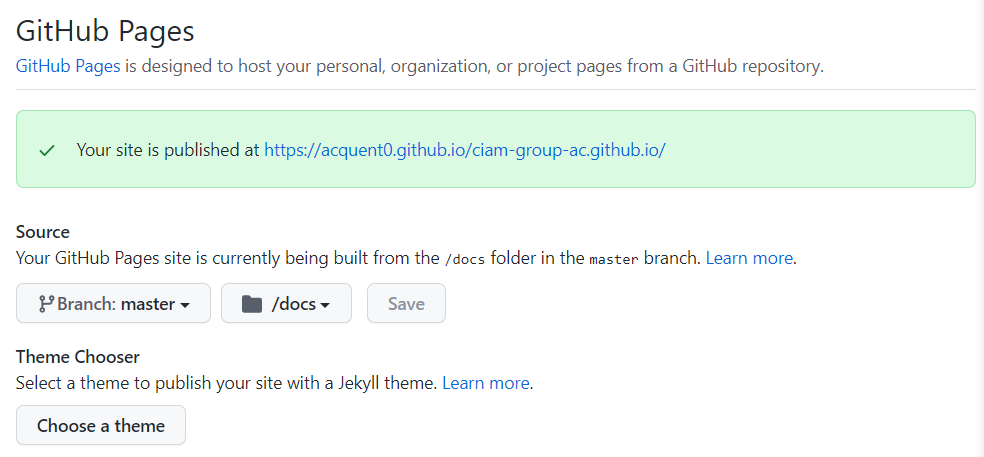 GitHub Pages
GitHub Pages is designed to host your personal, organization, or project pages from a GitHub repository.
Your site is published at https://acquent0.github.io/ciam-group-ac.github.io/
Source
Your GitHub Pages site is currently being built from the /docs folder in the master branch. Learn more.
Branch: master /docs Save
Theme Chooser
Select a theme to publish your site with a Jekyll theme. Learn more.
Choose a theme